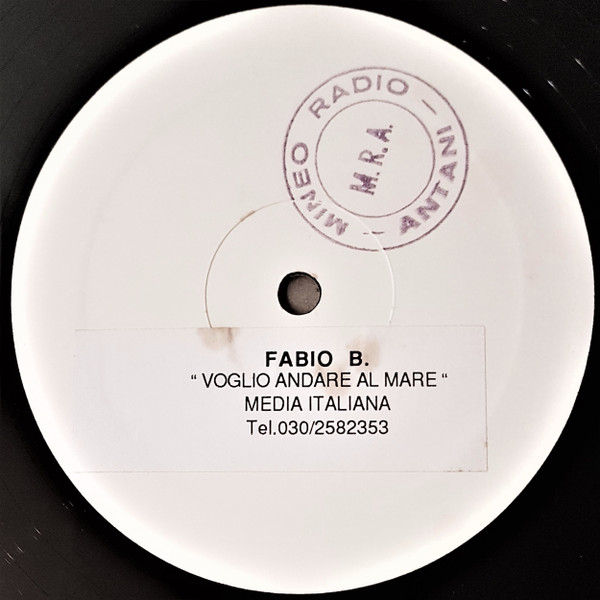 MINEO RADIO — ANTANI —
M.R.A.
FABIO B.
“ VOGLIO ANDARE AL MARE “
MEDIA ITALIANA
Tel.030/2582353